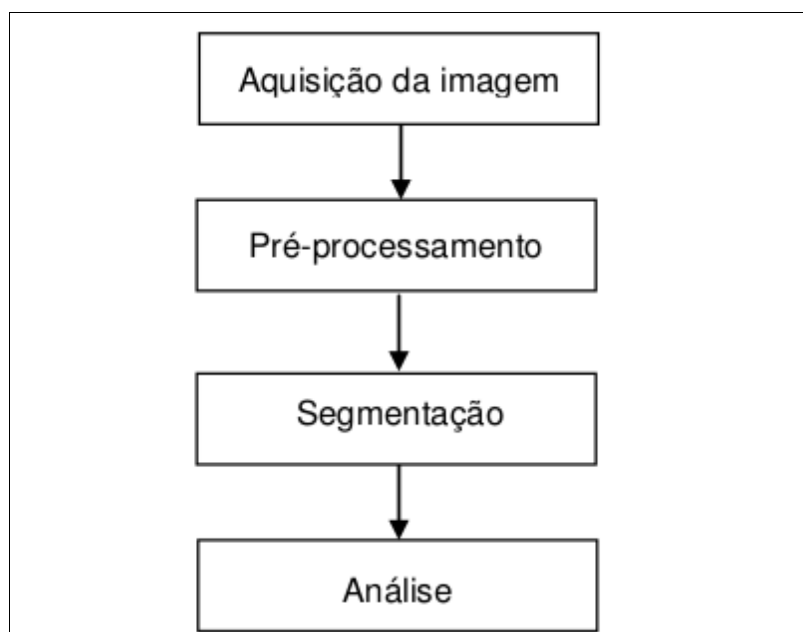 Aquisição da imagem
Pré-processamento
Segmentação
Análise